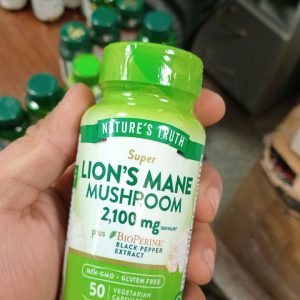 NATURE'S TRUTH®
Super
LION'S MANE
MUSHROOM
2,100 mg
plus BIOPERINE®
BLACK PEPPER
EXTRACT
NON-GMO • GLUTEN FREE
50 VEGETARIAN
CAPSULES